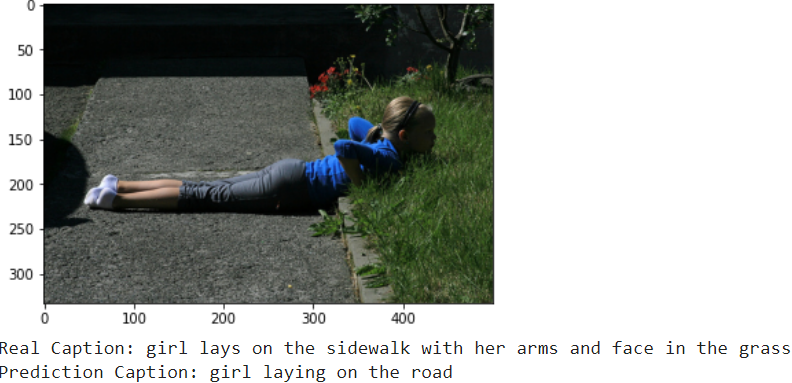 0
50
100
150
200
250
300
0 100 200 300 400
Real Caption: girl lays on the sidewalk with her arms and face in the grass
Prediction Caption: girl laying on the road